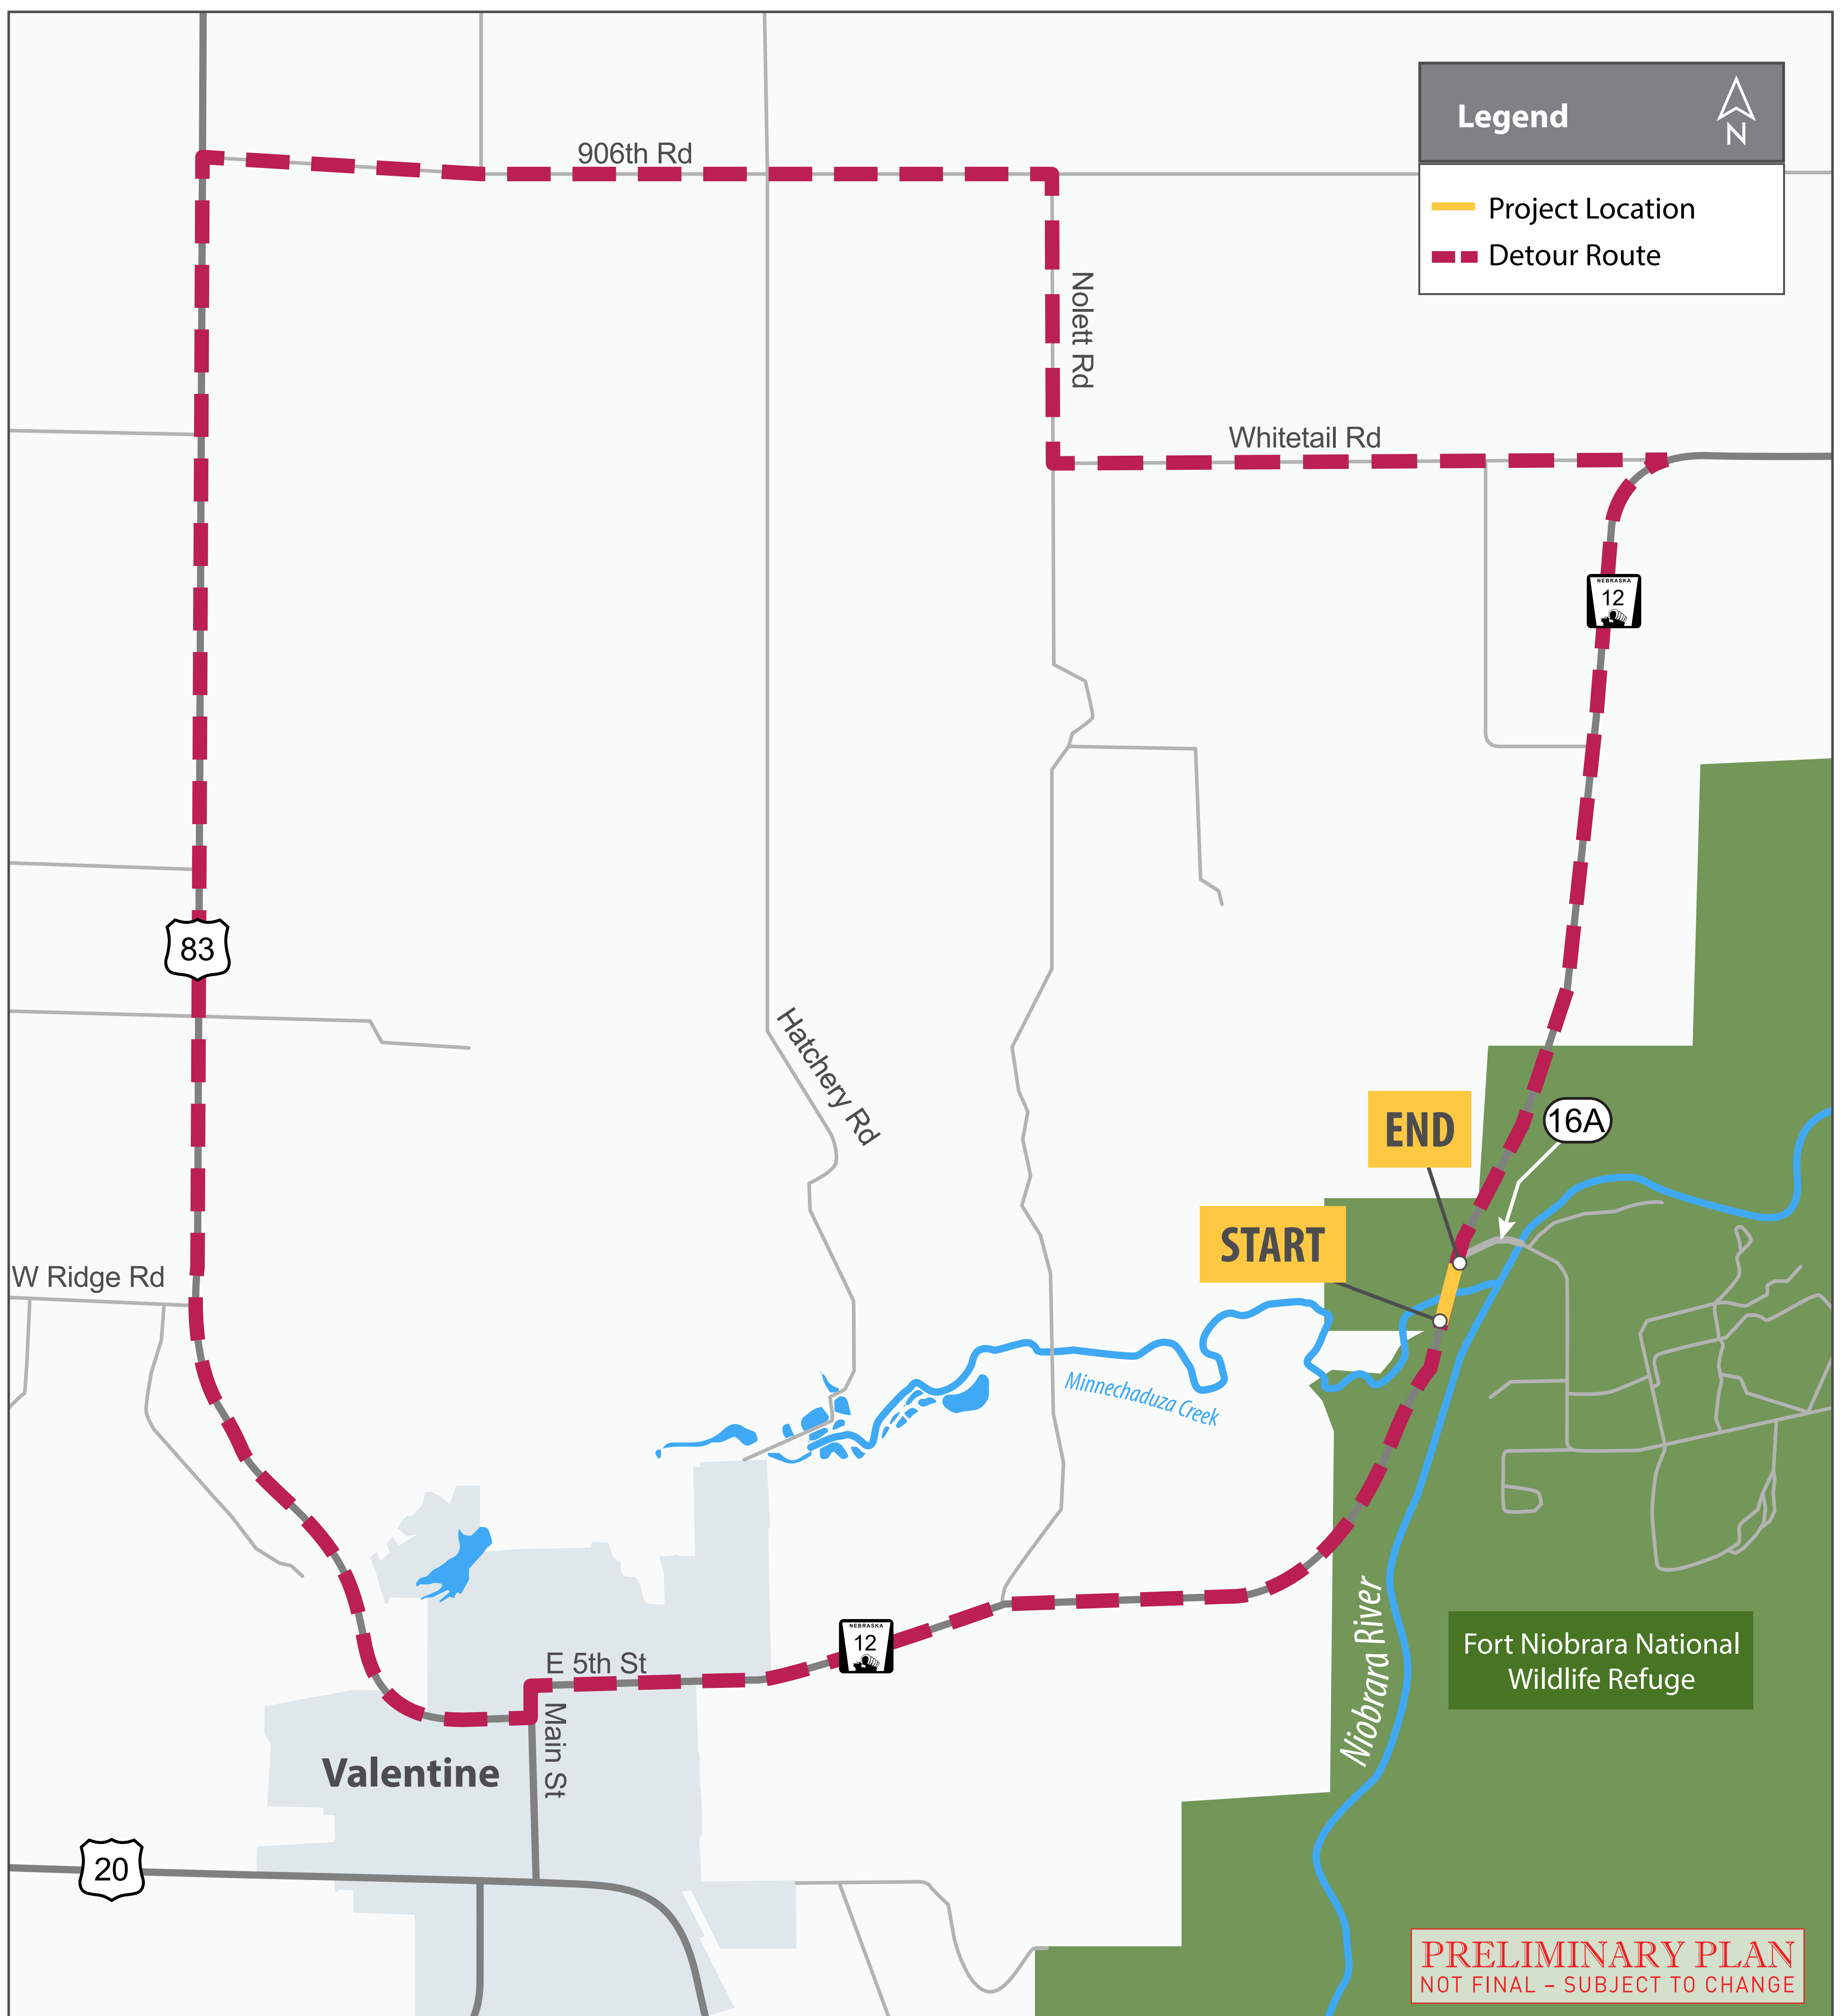 906th Rd
Legend
N
Project Location
Detour Route
Nolett Rd
Whitetail Rd
NEBRASKA
12
83
Hatchery Rd
END
16A
START
W Ridge Rd
Minnechaduza Creek
NEBRASKA
12
E 5th St
Main St
Niobrara River
Fort Niobrara National
Wildlife Refuge
Valentine
20
PRELIMINARY PLAN
NOT FINAL – SUBJECT TO CHANGE